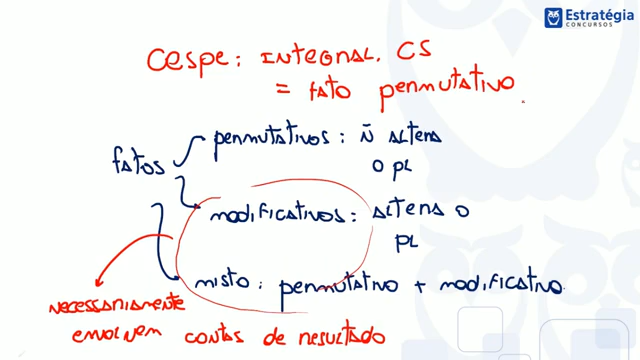 Estratégia
CONCURSOS
CESPE: INTEGRAL. CS
= FATO PERMUTATIVO.
PERMUTATIVOS: Ñ ALTERA
O PL
FATOS
MODIFICATIVOS: ALTERA O
PL
MISTO: PERMUTATIVO + MODIFICATIVO.
NECESSARIAMENTE
ENVOLVEM CONTAS DE RESULTADO